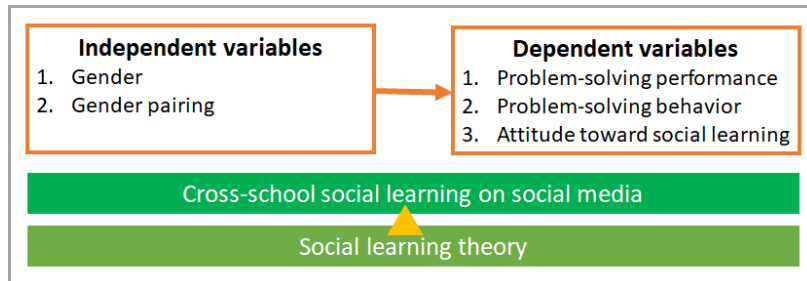 Independent variables
1. Gender
2. Gender pairing
Dependent variables
1. Problem-solving performance
2. Problem-solving behavior
3. Attitude toward social learning
Cross-school social learning on social media
Social learning theory